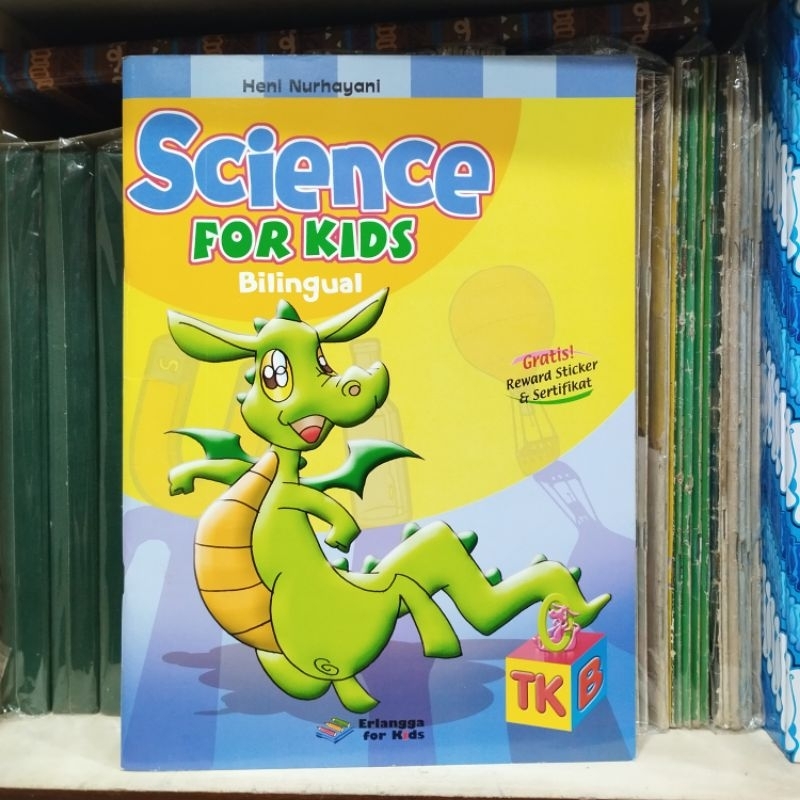 Heni Nurhayani
Science
FOR KIDS
Bilingual
Gratis!
Reward Sticker
& Sertifikat
S
TK B
Erlangga
for Kids